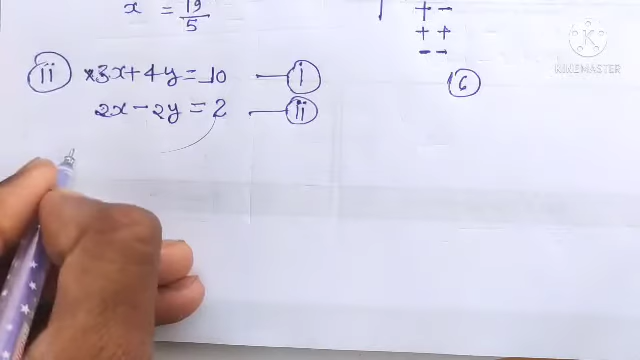 x = 19/5
+ -
+ +
- -
ii 3x + 4y = 10 — i
2x - 2y = 2 — ii
6
K
KINEMASTER